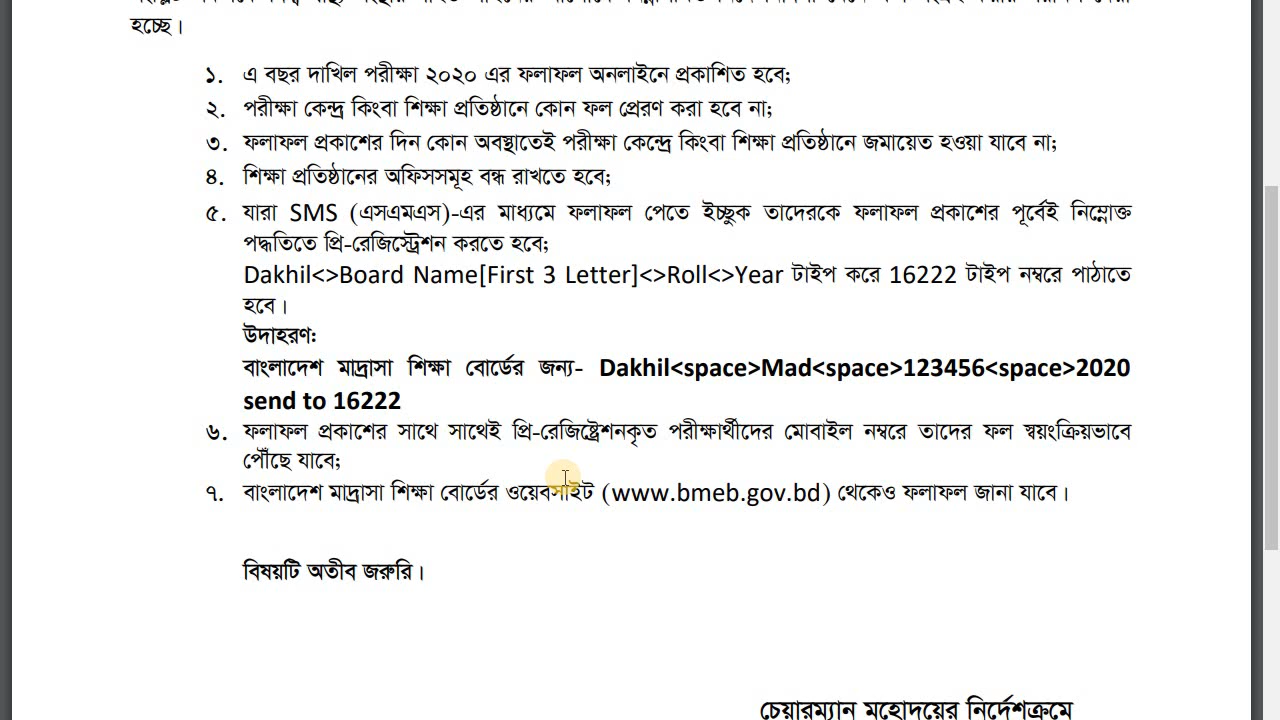 হচ্ছে।
১. এ বছর দাখিল পরীক্ষা ২০২০ এর ফলাফল অনলাইনে প্রকাশিত হবে;
২. পরীক্ষা কেন্দ্র কিংবা শিক্ষা প্রতিষ্ঠানে কোন ফল প্রেরণ করা হবে না;
৩. ফলাফল প্রকাশের দিন কোন অবস্থাতেই পরীক্ষা কেন্দ্রে কিংবা শিক্ষা প্রতিষ্ঠানে জমায়েত হওয়া যাবে না;
৪. শিক্ষা প্রতিষ্ঠানের অফিসসমূহ বন্ধ রাখতে হবে;
৫. যারা SMS (এসএমএস)-এর মাধ্যমে ফলাফল পেতে ইচ্ছুক তাদেরকে ফলাফল প্রকাশের পূর্বেই নিম্নোক্ত
পদ্ধতিতে প্রি-রেজিস্ট্রেশন করতে হবে;
Dakhil<>Board Name[First 3 Letter]<>Roll<>Year টাইপ করে 16222 টাইপ নম্বরে পাঠাতে
হবে।
উদাহরণঃ
বাংলাদেশ মাদ্রাসা শিক্ষা বোর্ডের জন্য- Dakhil<space>Mad<space>123456<space>2020
send to 16222
৬. ফলাফল প্রকাশের সাথে সাথেই প্রি-রেজিষ্ট্রেশনকৃত পরীক্ষার্থীদের মোবাইল নম্বরে তাদের ফল স্বয়ংক্রিয়ভাবে
পৌঁছে যাবে;
৭. বাংলাদেশ মাদ্রাসা শিক্ষা বোর্ডের ওয়েবসাইট (www.bmeb.gov.bd) থেকেও ফলাফল জানা যাবে।
বিষয়টি অতীব জরুরি।
চেয়ারম্যান মহোদয়ের নির্দেশক্রমে